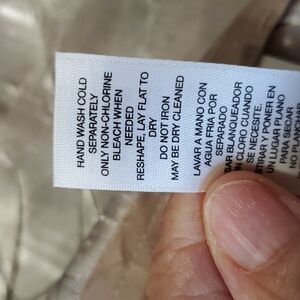 HAND WASH COLD
SEPARATELY
ONLY NON-CHLORINE
BLEACH WHEN
NEEDED
RESHAPE, LAY FLAT TO
DRY
DO NOT IRON
MAY BE DRY CLEANED
LAVAR A MANO CON
AGUA FRIA POR
SEPARADO
BLANQUEADOR
CLORO CUANDO
SE NECESITE.
Y PONER EN
UN LUGAR PLANO
PARA SECAR
NO